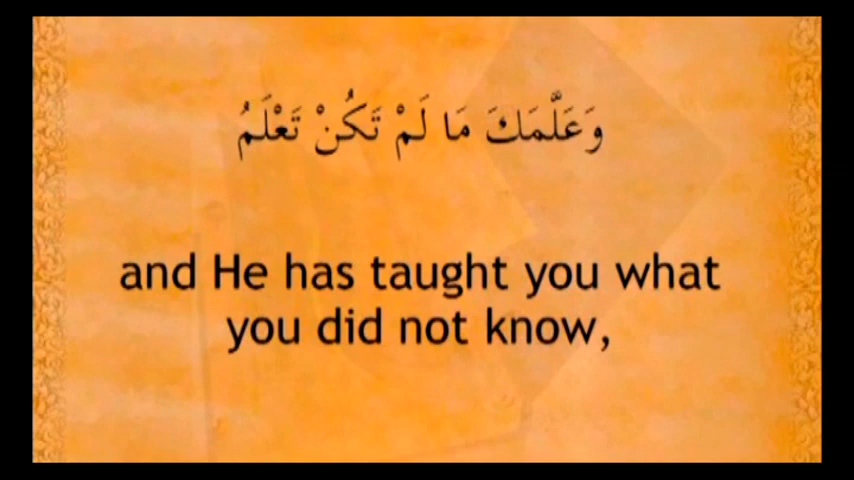 وَعَلَّمَكَ مَا لَمْ تَكُنْ تَعْلَمُ
and He has taught you what
you did not know,